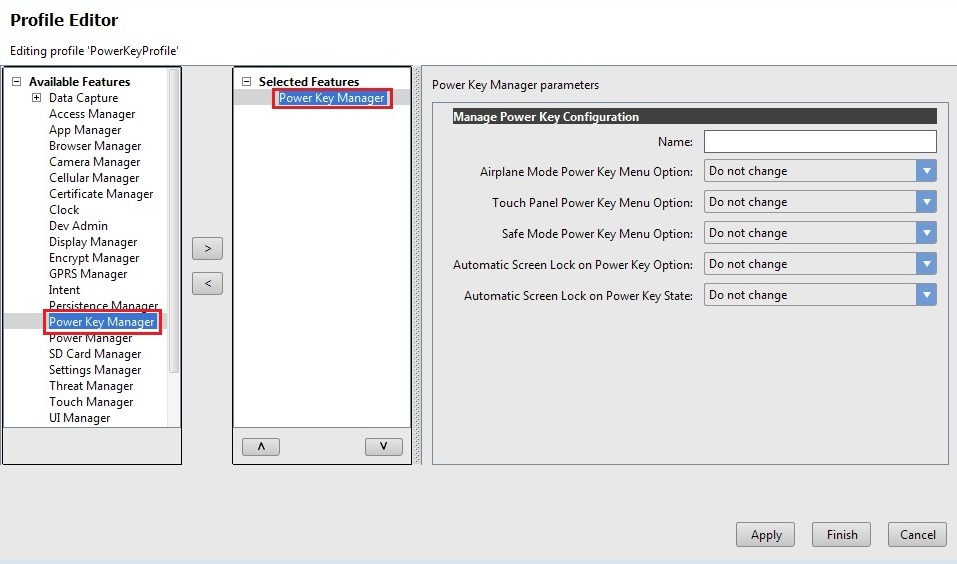 Profile Editor
Editing profile 'PowerKeyProfile'
Available Features
Data Capture
Access Manager
App Manager
Browser Manager
Camera Manager
Cellular Manager
Certificate Manager
Clock
Dev Admin
Display Manager
Encrypt Manager
GPRS Manager
Intent
Persistence Manager
Power Key Manager
Power Manager
SD Card Manager
Settings Manager
Threat Manager
Touch Manager
UI Manager
>
<
Selected Features
Power Key Manager
Λ
V
Power Key Manager parameters
Manage Power Key Configuration
Name:
Airplane Mode Power Key Menu Option: Do not change
Touch Panel Power Key Menu Option: Do not change
Safe Mode Power Key Menu Option: Do not change
Automatic Screen Lock on Power Key Option: Do not change
Automatic Screen Lock on Power Key State: Do not change
Apply Finish Cancel